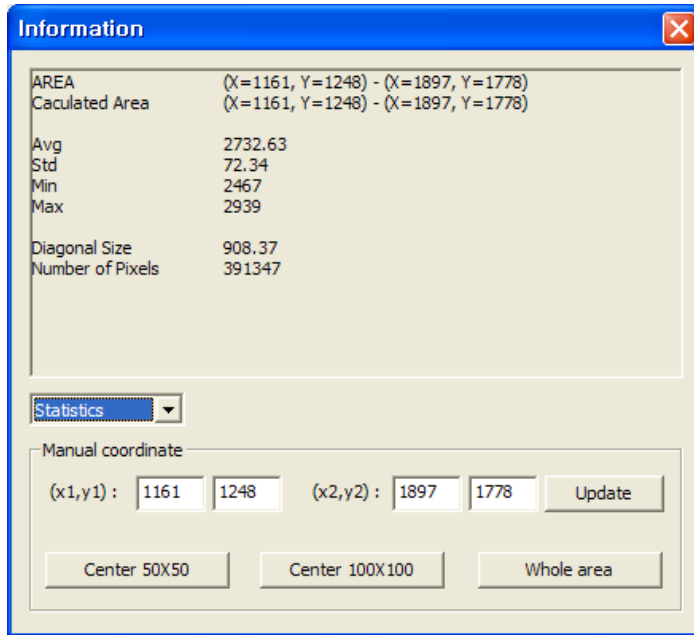 Information
AREA (X=1161, Y=1248) - (X=1897, Y=1778)
Caculated Area (X=1161, Y=1248) - (X=1897, Y=1778)
Avg 2732.63
Std 72.34
Min 2467
Max 2939
Diagonal Size 908.37
Number of Pixels 391347
Statistics
Manual coordinate
(x1,y1) : 1161 1248 (x2,y2) : 1897 1778 Update
Center 50X50 Center 100X100 Whole area